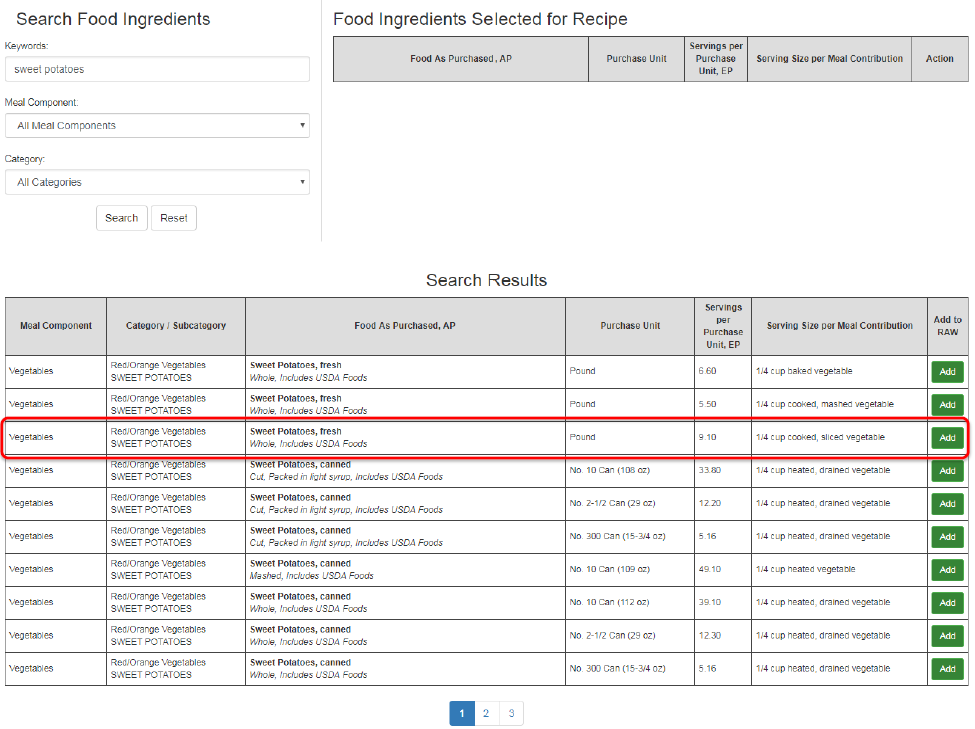 Search Food Ingredients
Keywords:
sweet potatoes
Meal Component:
All Meal Components
Category:
All Categories
Search Reset
Food Ingredients Selected for Recipe
Food As Purchased, AP Purchase Unit Servings per Purchase Unit, EP Serving Size per Meal Contribution Action
Search Results
Meal Component Category / Subcategory Food As Purchased, AP Purchase Unit Servings per Purchase Unit, EP Serving Size per Meal Contribution Add to RAW
Vegetables Red/Orange Vegetables SWEET POTATOES Sweet Potatoes, fresh Whole, Includes USDA Foods Pound 6.60 1/4 cup baked vegetable Add
Vegetables Red/Orange Vegetables SWEET POTATOES Sweet Potatoes, fresh Whole, Includes USDA Foods Pound 5.50 1/4 cup cooked, mashed vegetable Add
Vegetables Red/Orange Vegetables SWEET POTATOES Sweet Potatoes, fresh Whole, Includes USDA Foods Pound 9.10 1/4 cup cooked, sliced vegetable Add
Vegetables Red/Orange Vegetables SWEET POTATOES Sweet Potatoes, canned Cut, Packed in light syrup, Includes USDA Foods No. 10 Can (108 oz) 33.80 1/4 cup heated, drained vegetable Add
Vegetables Red/Orange Vegetables SWEET POTATOES Sweet Potatoes, canned Cut, Packed in light syrup, Includes USDA Foods No. 2-1/2 Can (29 oz) 12.20 1/4 cup heated, drained vegetable Add
Vegetables Red/Orange Vegetables SWEET POTATOES Sweet Potatoes, canned Cut, Packed in light syrup, Includes USDA Foods No. 300 Can (15-3/4 oz) 5.16 1/4 cup heated, drained vegetable Add
Vegetables Red/Orange Vegetables SWEET POTATOES Sweet Potatoes, canned Mashed, Includes USDA Foods No. 10 Can (109 oz) 49.10 1/4 cup heated vegetable Add
Vegetables Red/Orange Vegetables SWEET POTATOES Sweet Potatoes, canned Whole, Includes USDA Foods No. 10 Can (112 oz) 39.10 1/4 cup heated, drained vegetable Add
Vegetables Red/Orange Vegetables SWEET POTATOES Sweet Potatoes, canned Whole, Includes USDA Foods No. 2-1/2 Can (29 oz) 12.30 1/4 cup heated, drained vegetable Add
Vegetables Red/Orange Vegetables SWEET POTATOES Sweet Potatoes, canned Whole, Includes USDA Foods No. 300 Can (15-3/4 oz) 5.16 1/4 cup heated, drained vegetable Add
1 2 3